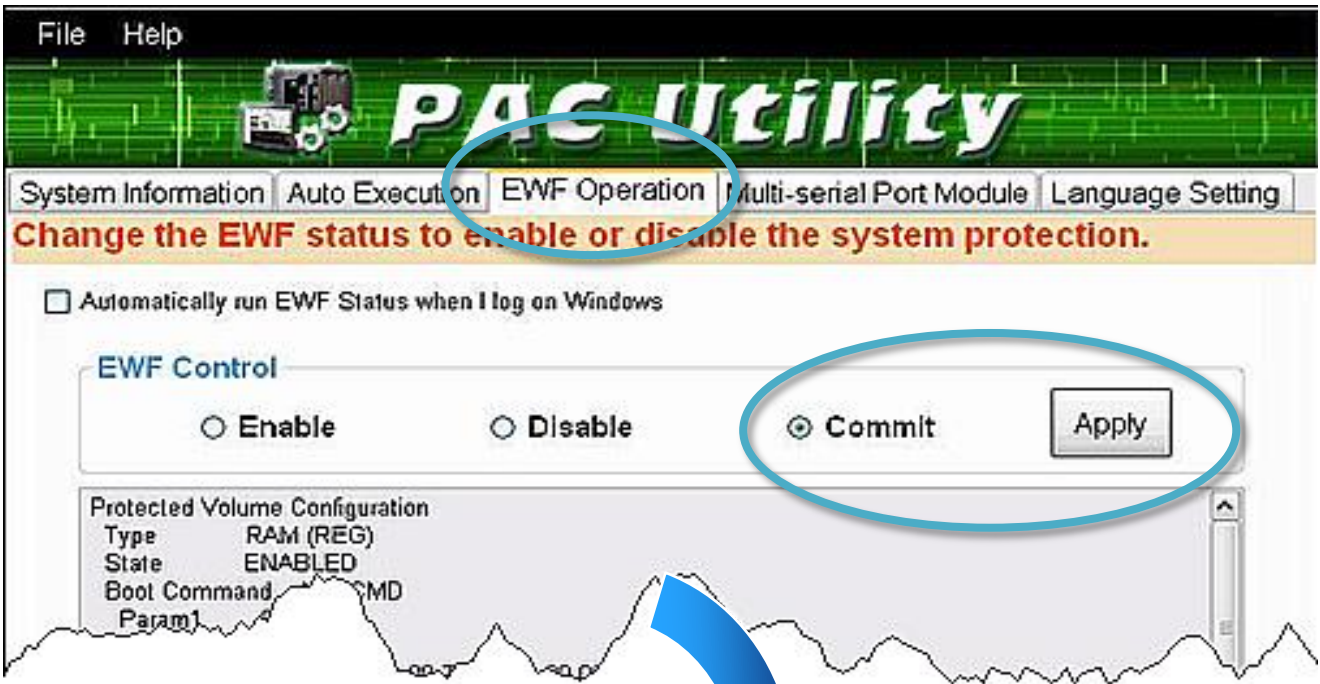 File Help
PAC Utility
System Information Auto Execution EWF Operation Multi-serial Port Module Language Setting
Change the EWF status to enable or disable the system protection.
Automatically run EWF Status when I log on Windows
EWF Control
Enable Disable Commit Apply
Protected Volume Configuration
Type RAM (REG)
State ENABLED
Boot Command
Param1